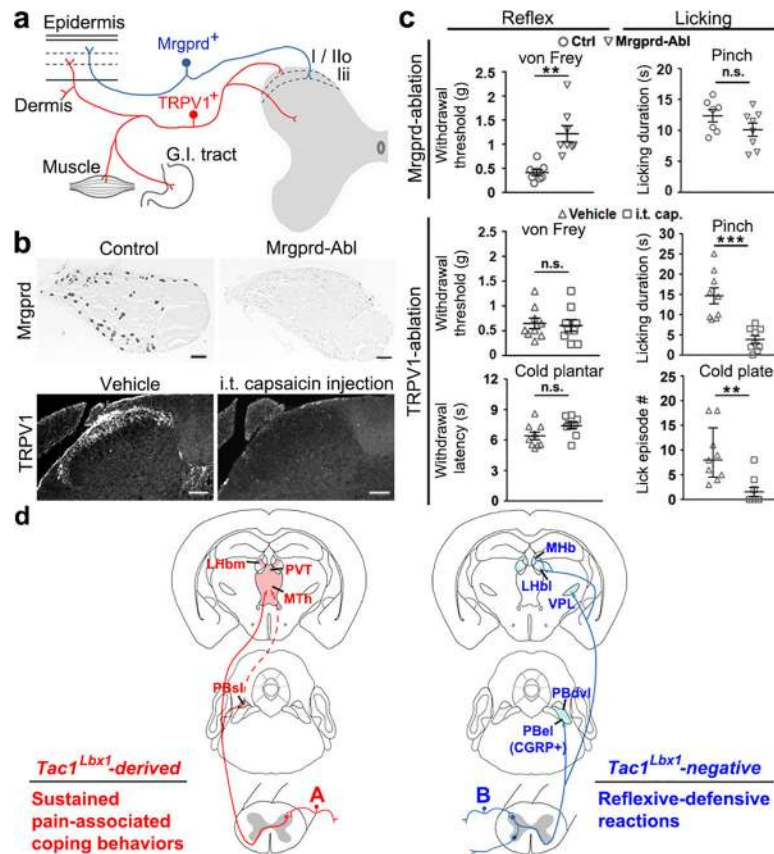 a
Epidermis
Mrgprd+
I / IIo
Iii
TRPV1+
Dermis
Muscle
G.I. tract
b
Control
Mrgprd-Abl
Mrgprd
Vehicle
i.t. capsaicin injection
TRPV1
c
Reflex
Licking
Ctrl
Mrgprd-Abl
Mrgprd-ablation
von Frey
**
Withdrawal
threshold (g)
2.5
2
1.5
1
0.5
0
Pinch
n.s.
Licking duration (s)
20
15
10
5
0
Vehicle
i.t. cap.
TRPV1-ablation
von Frey
n.s.
Withdrawal
threshold (g)
2.5
2
1.5
1
0.5
0
Pinch
***
Licking duration (s)
30
25
20
15
10
5
0
Cold plantar
n.s.
Withdrawal
latency (s)
12
9
6
3
0
Cold plate
**
Lick episode #
25
20
15
10
5
0
d
LHbm
PVT
MTh
PBsl
A
Tac1Lbx1-derived
Sustained
pain-associated
coping behaviors
MHb
LHbl
VPL
PBdvl
PBel
(CGRP+)
B
Tac1Lbx1-negative
Reflexive-defensive
reactions